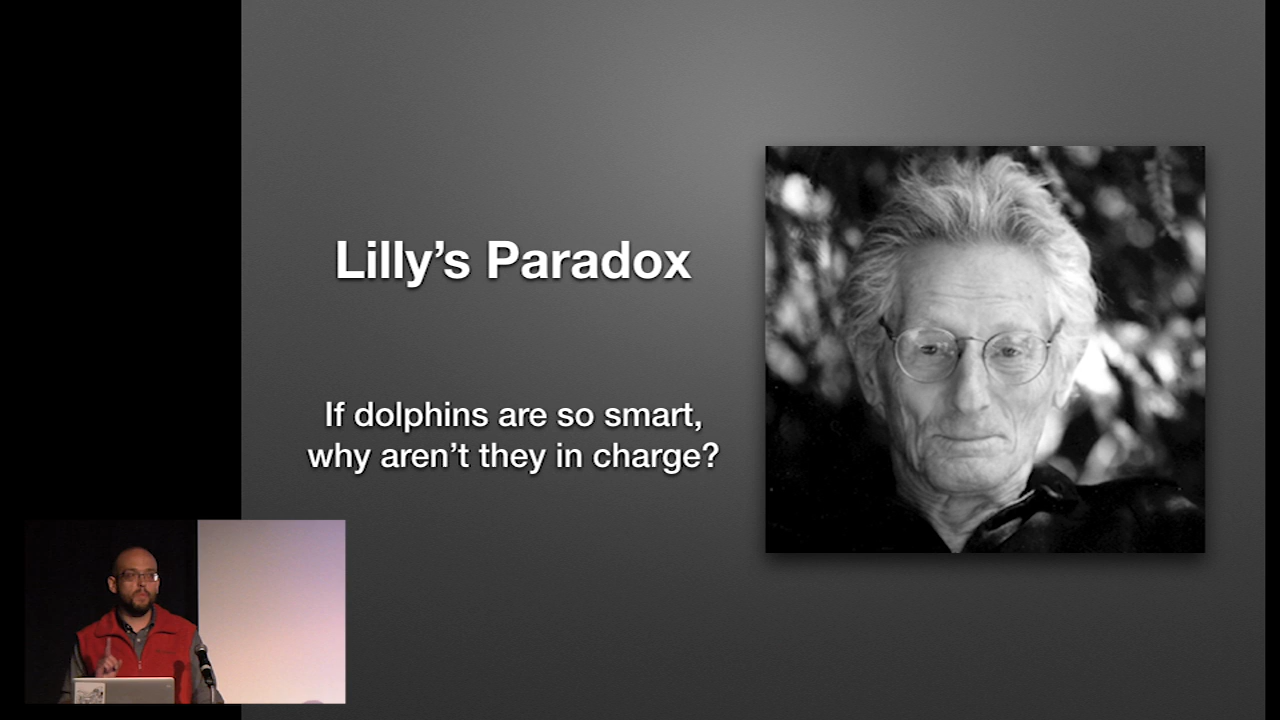 Lilly’s Paradox
If dolphins are so smart,
why aren’t they in charge?